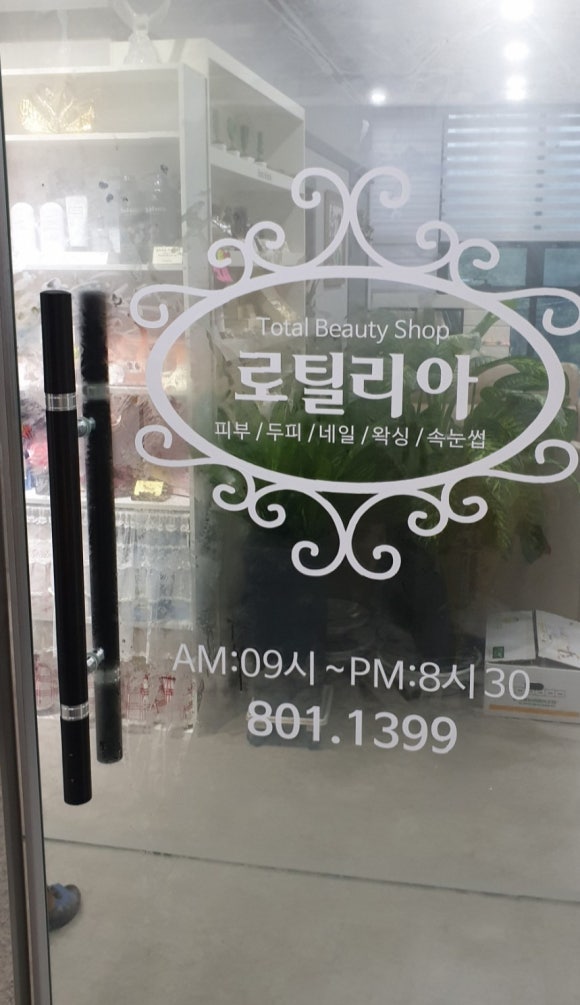 Total Beauty Shop
로틸리아
피부/두피/네일/왁싱/속눈썹
AM:09시~PM:8시30
801.1399